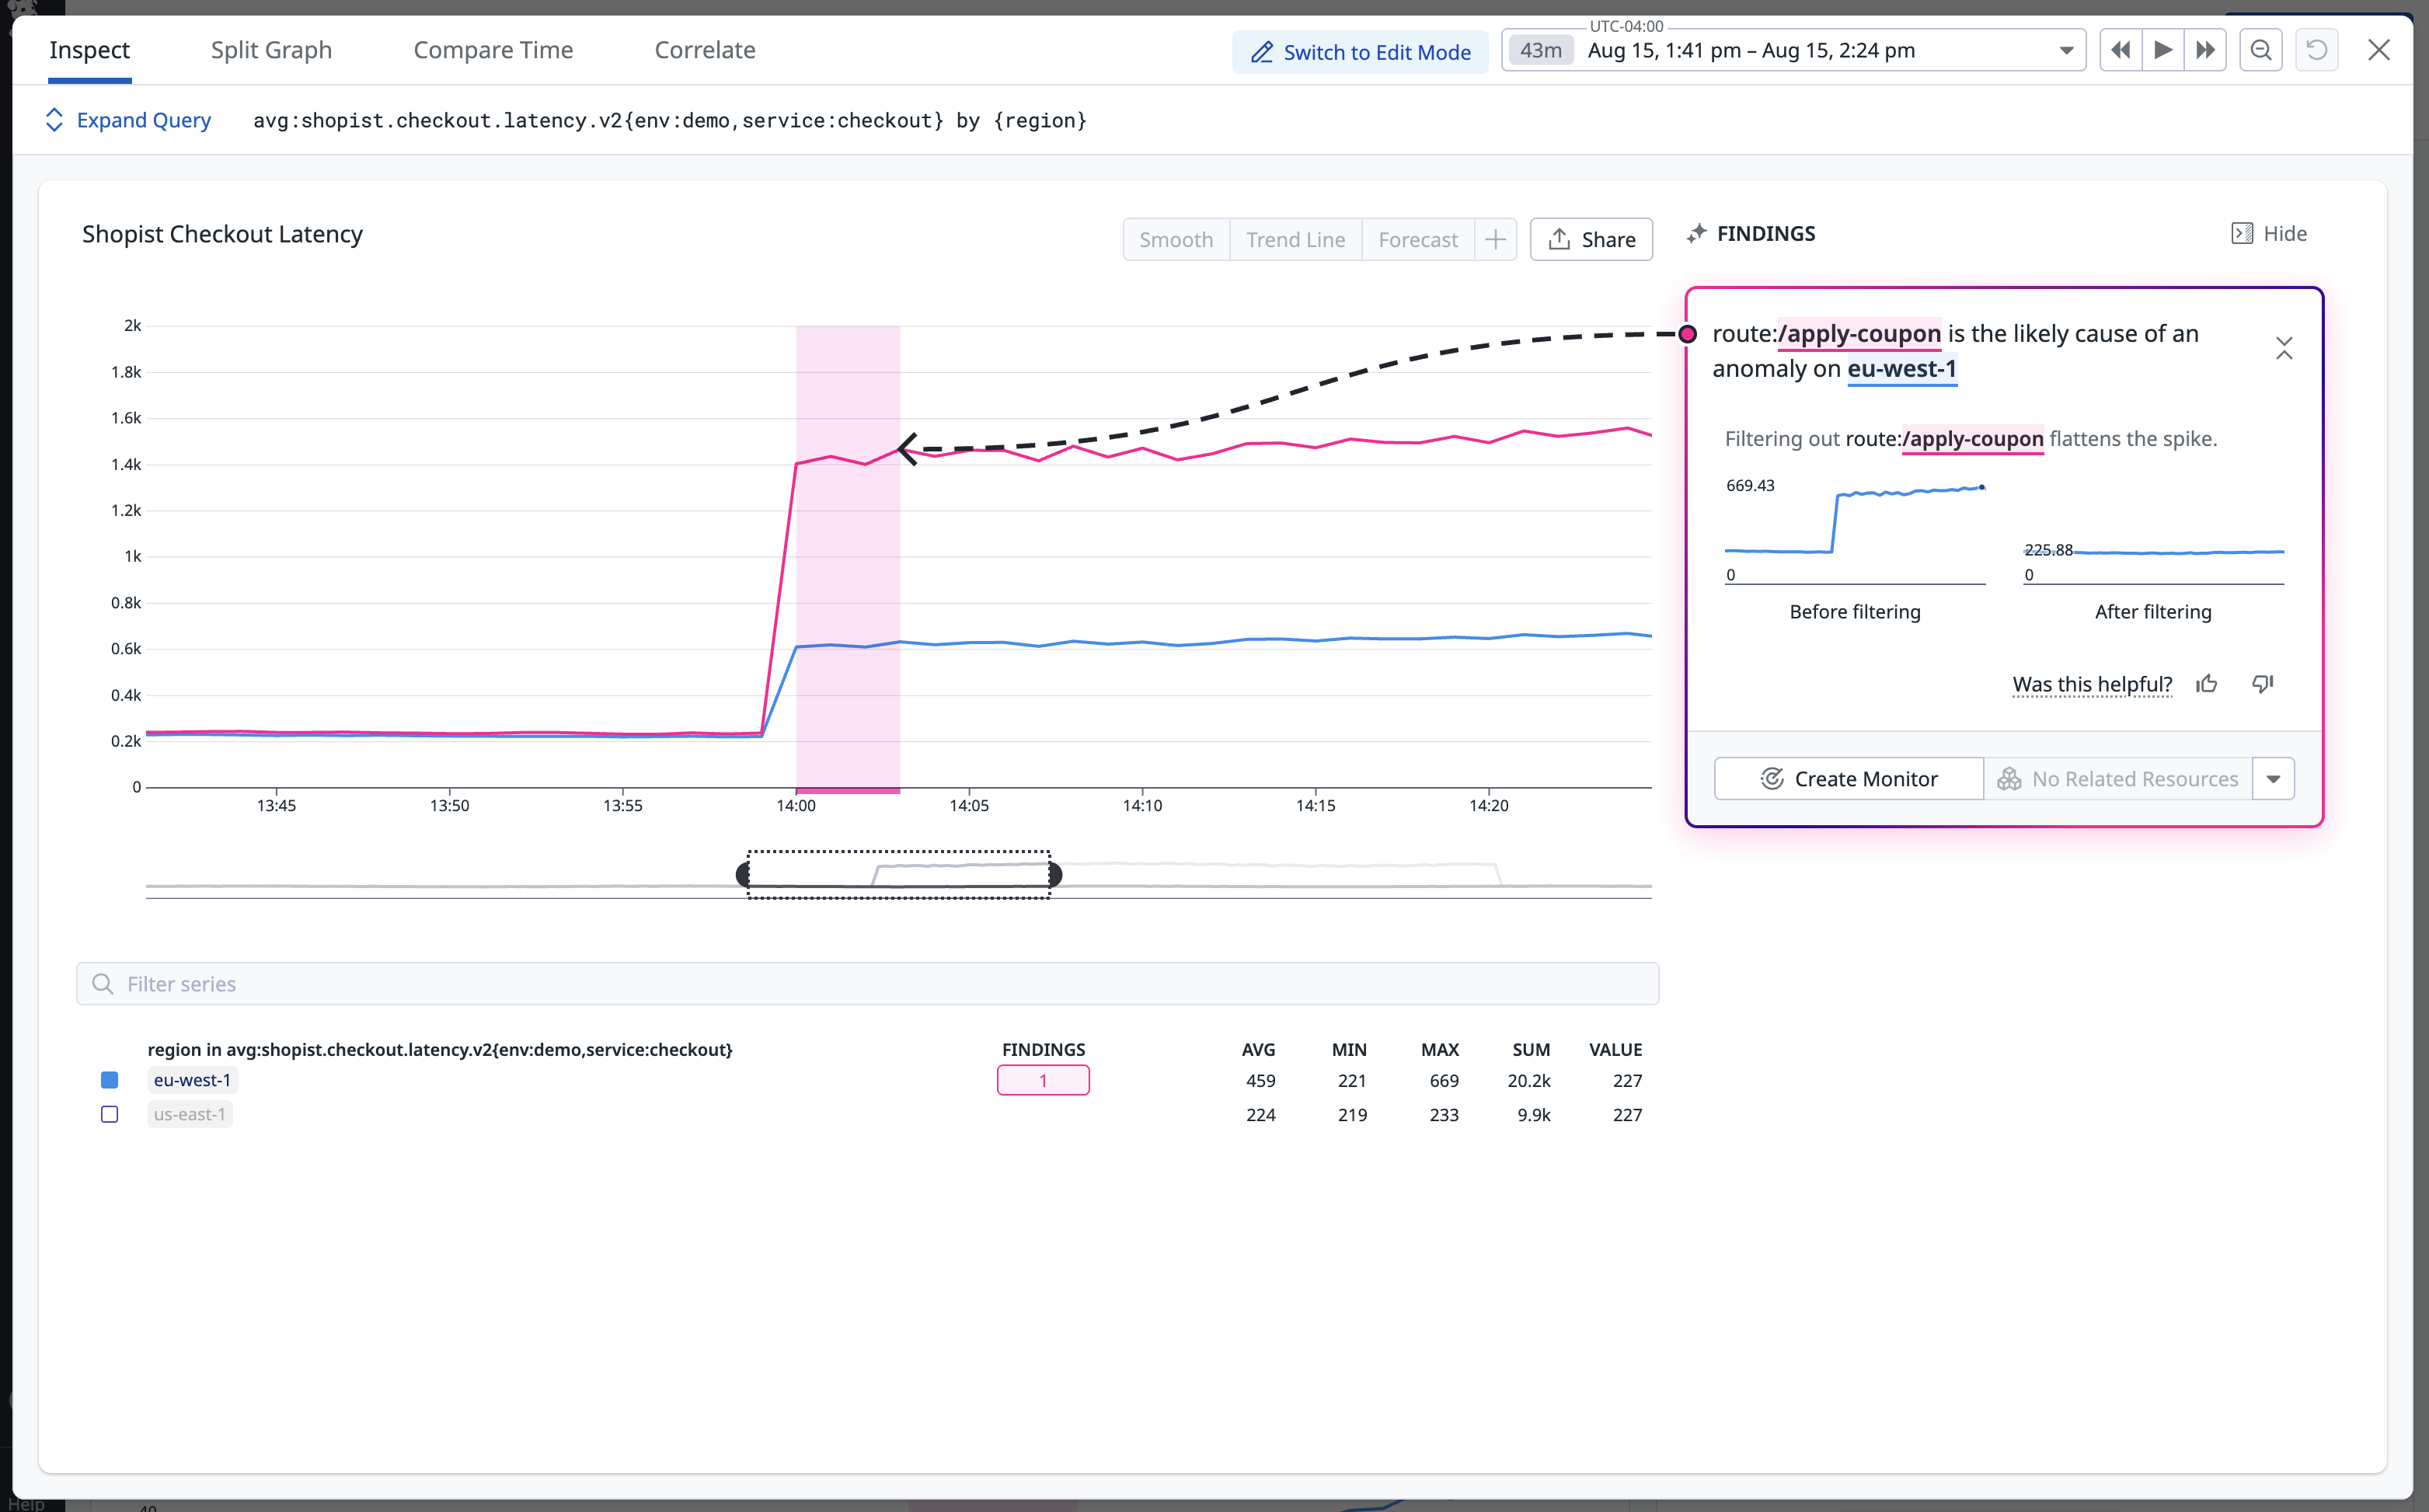 Inspect
Split Graph
Compare Time
Correlate
Switch to Edit Mode
UTC-04:00
43m Aug 15, 1:41 pm – Aug 15, 2:24 pm
Expand Query
avg:shopist.checkout.latency.v2{env:demo,service:checkout} by {region}
Shopist Checkout Latency
Smooth
Trend Line
Forecast
Share
2k
1.8k
1.6k
1.4k
1.2k
1k
0.8k
0.6k
0.4k
0.2k
0
13:45 13:50 13:55 14:00 14:05 14:10 14:15 14:20
FINDINGS
Hide
route:/apply-coupon is the likely cause of an
anomaly on eu-west-1
Filtering out route:/apply-coupon flattens the spike.
669.43
0
Before filtering
225.88
0
After filtering
Was this helpful?
Create Monitor
No Related Resources
Filter series
region in avg:shopist.checkout.latency.v2{env:demo,service:checkout} FINDINGS AVG MIN MAX SUM VALUE
eu-west-1 1 459 221 669 20.2k 227
us-east-1 224 219 233 9.9k 227
Help
40